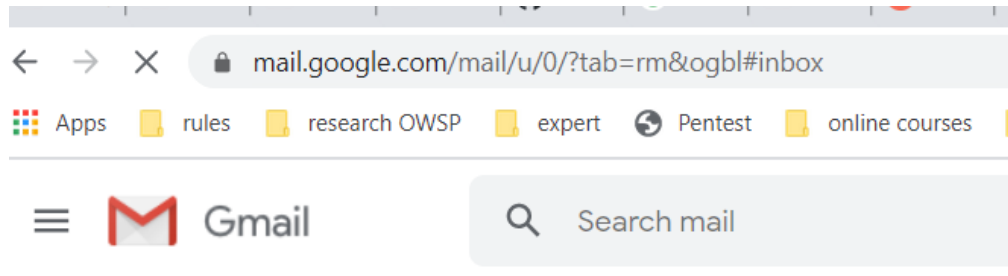 mail.google.com/mail/u/0/?tab=rm&ogbl#inbox
Apps rules research OWSP expert Pentest online courses
Gmail Search mail